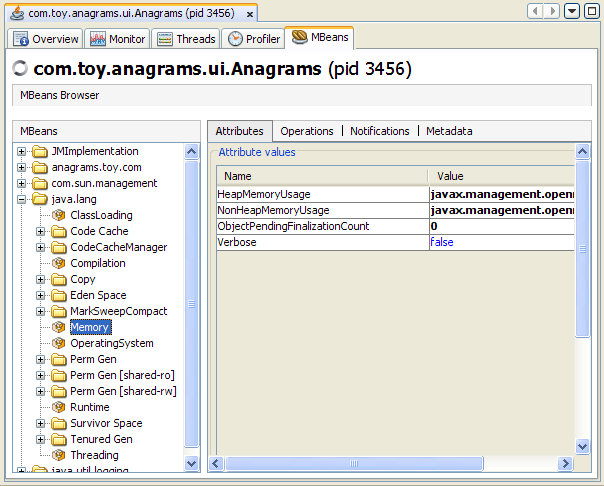 com.toy.anagrams.ui.Anagrams (pid 3456)
Overview Monitor Threads Profiler MBeans
com.toy.anagrams.ui.Anagrams (pid 3456)
MBeans Browser
MBeans
JMImplementation
anagrams.toy.com
com.sun.management
java.lang
ClassLoading
Code Cache
CodeCacheManager
Compilation
Copy
Eden Space
MarkSweepCompact
Memory
OperatingSystem
Perm Gen
Perm Gen [shared-ro]
Perm Gen [shared-rw]
Runtime
Survivor Space
Tenured Gen
Threading
java.util.logging
Attributes Operations Notifications Metadata
Attribute values
Name Value
HeapMemoryUsage javax.management.openm
NonHeapMemoryUsage javax.management.openm
ObjectPendingFinalizationCount 0
Verbose false